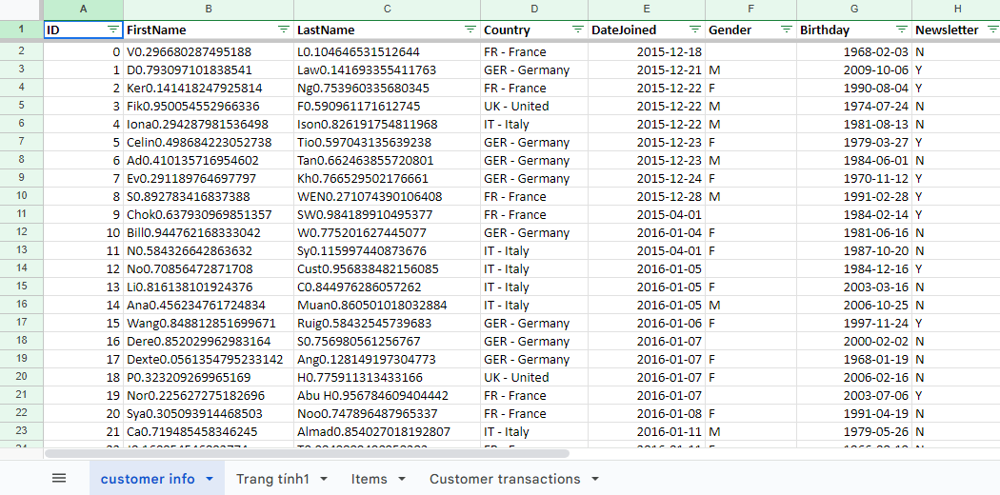 A B C D E F G H
1 ID FirstName LastName Country DateJoined Gender Birthday Newsletter
2 0 V0.296680287495188 L0.104646531512644 FR - France 2015-12-18 1968-02-03 N
3 1 D0.793097101838541 Law0.141693355411763 GER - Germany 2015-12-21 M 2009-10-06 Y
4 2 Ker0.141418247925814 Ng0.753960335680345 FR - France 2015-12-22 F 1990-08-04 Y
5 3 Fik0.950054552966336 F0.590961171612745 UK - United 2015-12-22 M 1974-07-24 N
6 4 Iona0.294287981536498 Ison0.826191754811968 IT - Italy 2015-12-22 M 1981-08-13 N
7 5 Celin0.498684223052738 Tio0.597043135639238 GER - Germany 2015-12-23 F 1979-03-27 Y
8 6 Ad0.410135716954602 Tan0.662463855720801 GER - Germany 2015-12-23 M 1984-06-01 N
9 7 Ev0.291189764697797 Kh0.766529502176661 GER - Germany 2015-12-24 F 1970-11-12 Y
10 8 S0.892783416837388 WEN0.271074390106408 FR - France 2015-12-28 M 1991-02-28 Y
11 9 Chok0.637930969851357 SW0.984189910495377 FR - France 2015-04-01 1984-02-14 Y
12 10 Bill0.944762168333042 W0.775201627445077 GER - Germany 2016-01-04 F 1981-06-16 N
13 11 N0.584326642863632 Sy0.115997440873676 IT - Italy 2015-04-01 F 1987-10-20 N
14 12 No0.70856472871708 Cust0.956838482156085 IT - Italy 2016-01-05 1984-12-16 Y
15 13 Li0.816138101924376 C0.844976286057262 IT - Italy 2016-01-05 F 2003-03-16 N
16 14 Ana0.456234761724834 Muan0.860501018032884 IT - Italy 2016-01-05 M 2006-10-25 N
17 15 Wang0.848812851699671 Ruig0.58432545739683 GER - Germany 2016-01-06 F 1997-11-24 Y
18 16 Dere0.852029962983164 S0.756980561256767 GER - Germany 2016-01-07 2000-02-02 N
19 17 Dexte0.0561354795233142 Ang0.128149197304773 GER - Germany 2016-01-07 F 1968-01-19 N
20 18 P0.323209269965169 H0.775911313433166 UK - United 2016-01-07 F 2006-02-16 N
21 19 Nor0.225627275182696 Abu H0.956784609404442 FR - France 2016-01-07 2003-07-06 Y
22 20 Sya0.305093914468503 Noo0.747896487965337 FR - France 2016-01-08 F 1991-04-19 N
23 21 Ca0.719485458346245 Almad0.854027018192807 IT - Italy 2016-01-11 M 1979-05-26 N
customer info Trang tính1 Items Customer transactions